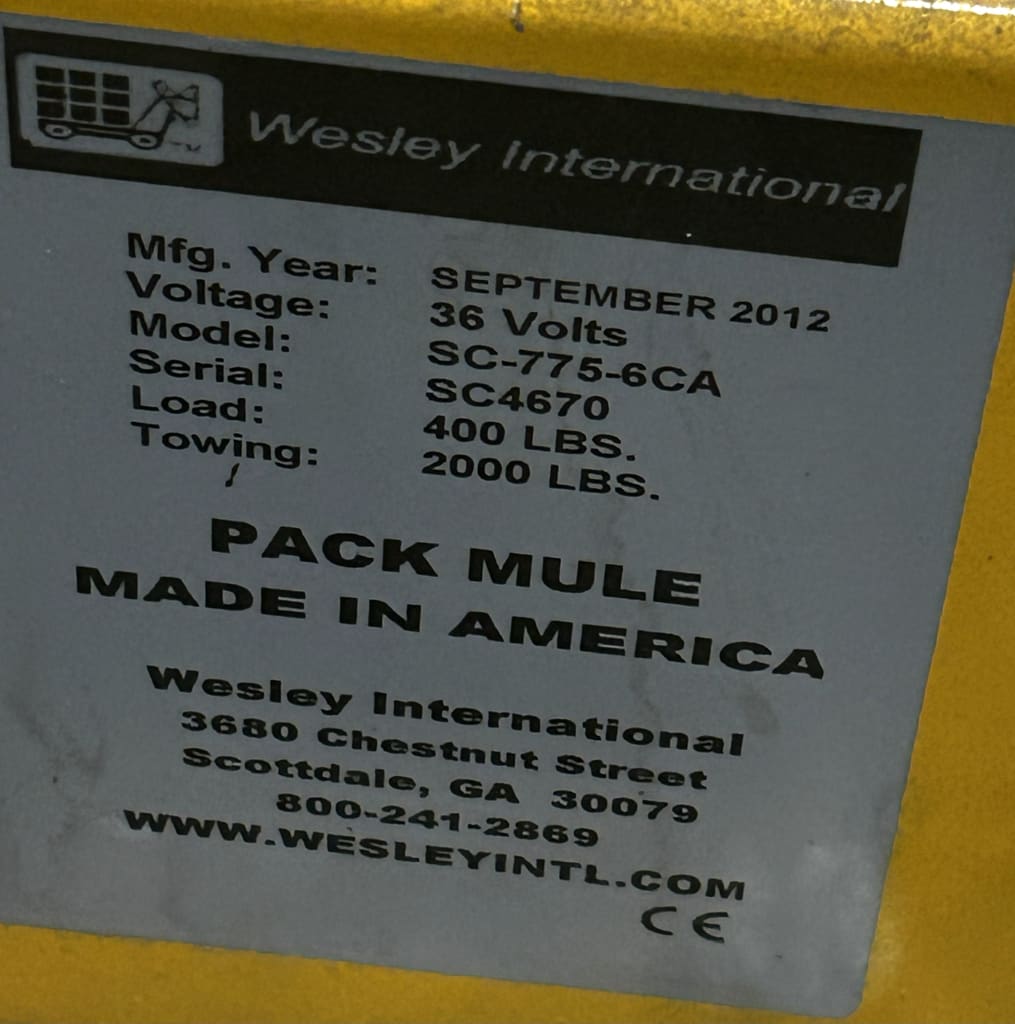 Wesley International
Mfg. Year: SEPTEMBER 2012
Voltage: 36 Volts
Model: SC-775-6CA
Serial: SC4670
Load: 400 LBS.
Towing: 2000 LBS.
PACK MULE
MADE IN AMERICA
Wesley International
3680 Chestnut Street
Scottdale, GA 30079
800-241-2869
WWW.WESLEYINTL.COM
CE